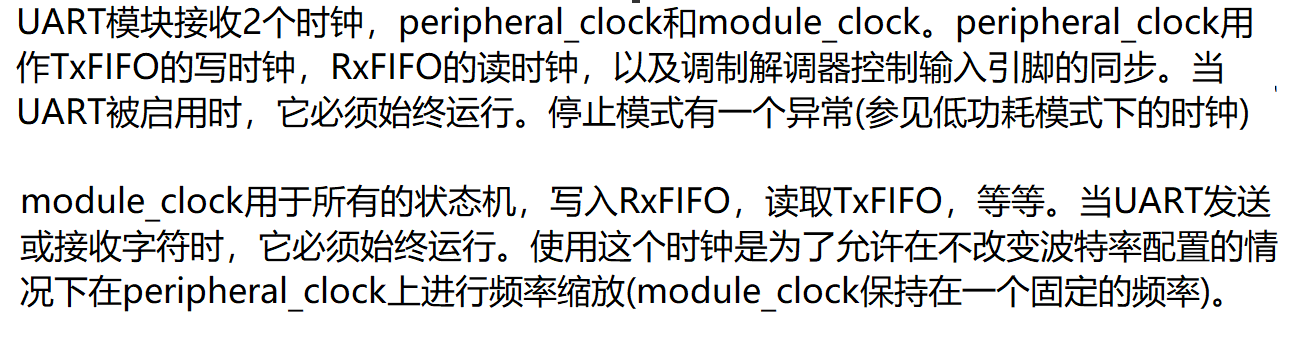 UART模块接收2个时钟，peripheral_clock和module_clock。peripheral_clock用
作TxFIFO的写时钟，RxFIFO的读时钟，以及调制解调器控制输入引脚的同步。当
UART被启用时，它必须始终运行。停止模式有一个异常(参见低功耗模式下的时钟)
module_clock用于所有的状态机，写入RxFIFO，读取TxFIFO，等等。当UART发送
或接收字符时，它必须始终运行。使用这个时钟是为了允许在不改变波特率配置的情
况下在peripheral_clock上进行频率缩放(module_clock保持在一个固定的频率)。